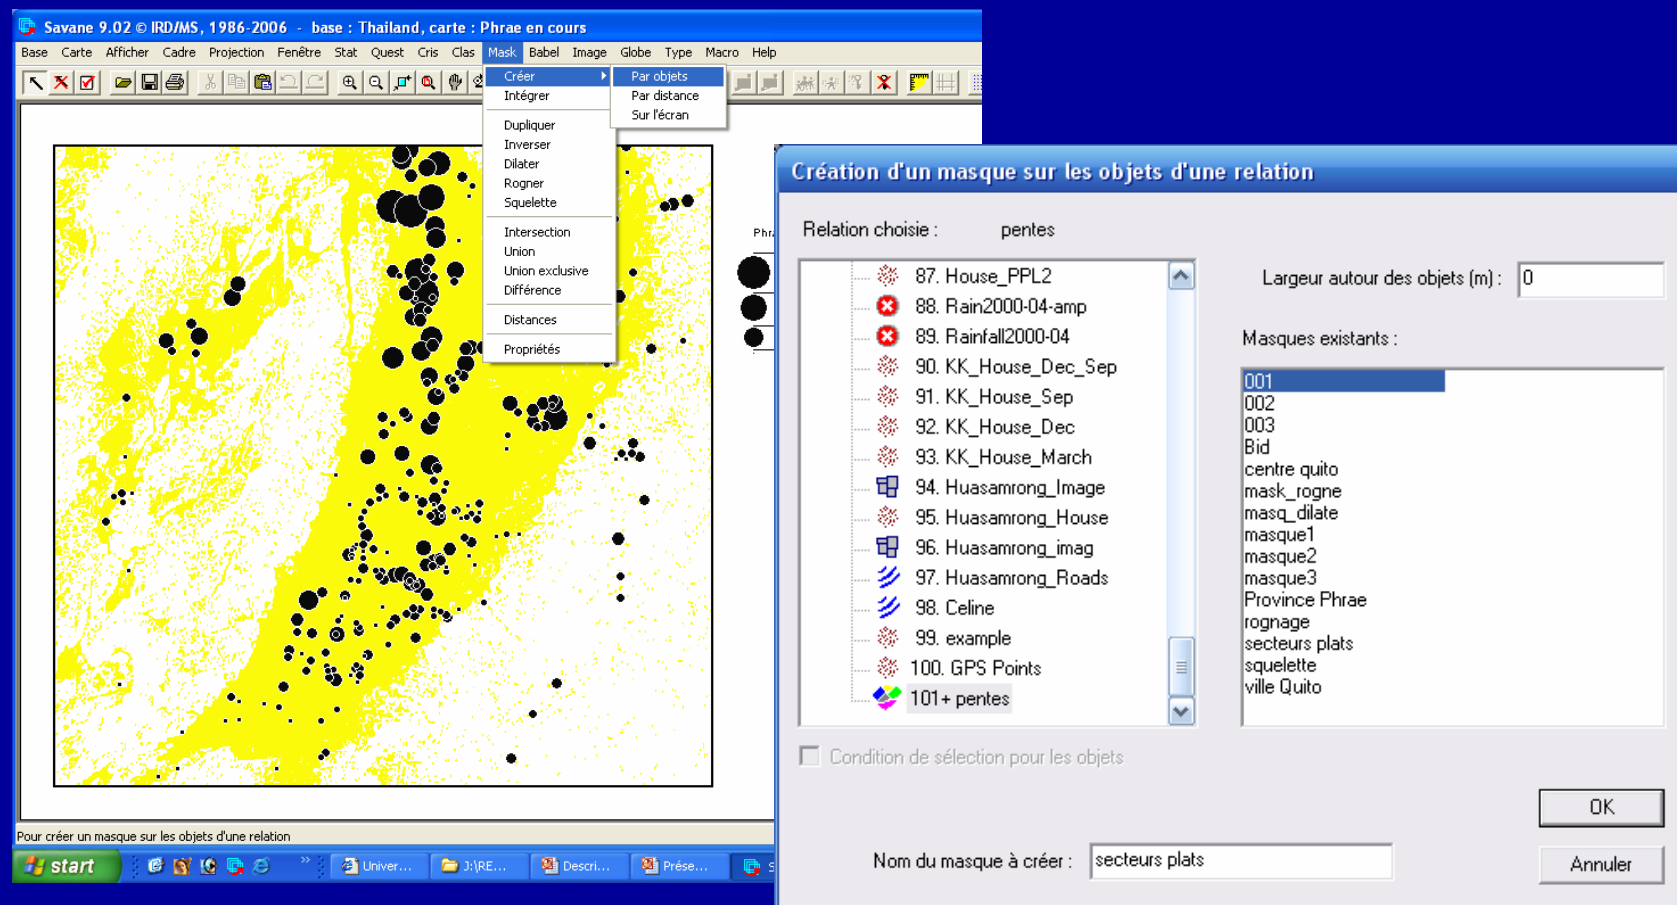 Savane 9.02 © IRD/MS, 1986-2006 - base : Thailand, carte : Phrae en cours
Base Carte Afficher Cadre Projection Fenêtre Stat Quest Cris Clas Mask Babel Image Globe Type Macro Help
Créer
Intégrer
Dupliquer
Inverser
Dilater
Rogner
Squelette
Intersection
Union
Union exclusive
Différence
Distances
Propriétés
Par objets
Par distance
Sur l'écran
Phr
Pour créer un masque sur les objets d'une relation
start
Univer...
J:\RE...
Descri...
Prése...
S
Création d'un masque sur les objets d'une relation
Relation choisie : pentes
87. House_PPL2
88. Rain2000-04-amp
89. Rainfall2000-04
90. KK_House_Dec_Sep
91. KK_House_Sep
92. KK_House_Dec
93. KK_House_March
94. Huasamrong_Image
95. Huasamrong_House
96. Huasamrong_imag
97. Huasamrong_Roads
98. Celine
99. example
100. GPS Points
101+ pentes
Condition de sélection pour les objets
Largeur autour des objets (m) : 0
Masques existants :
001
002
003
Bid
centre quito
mask_rogne
masq_dilate
masque1
masque2
masque3
Province Phrae
rognage
secteurs plats
squelette
ville Quito
OK
Nom du masque à créer : secteurs plats
Annuler